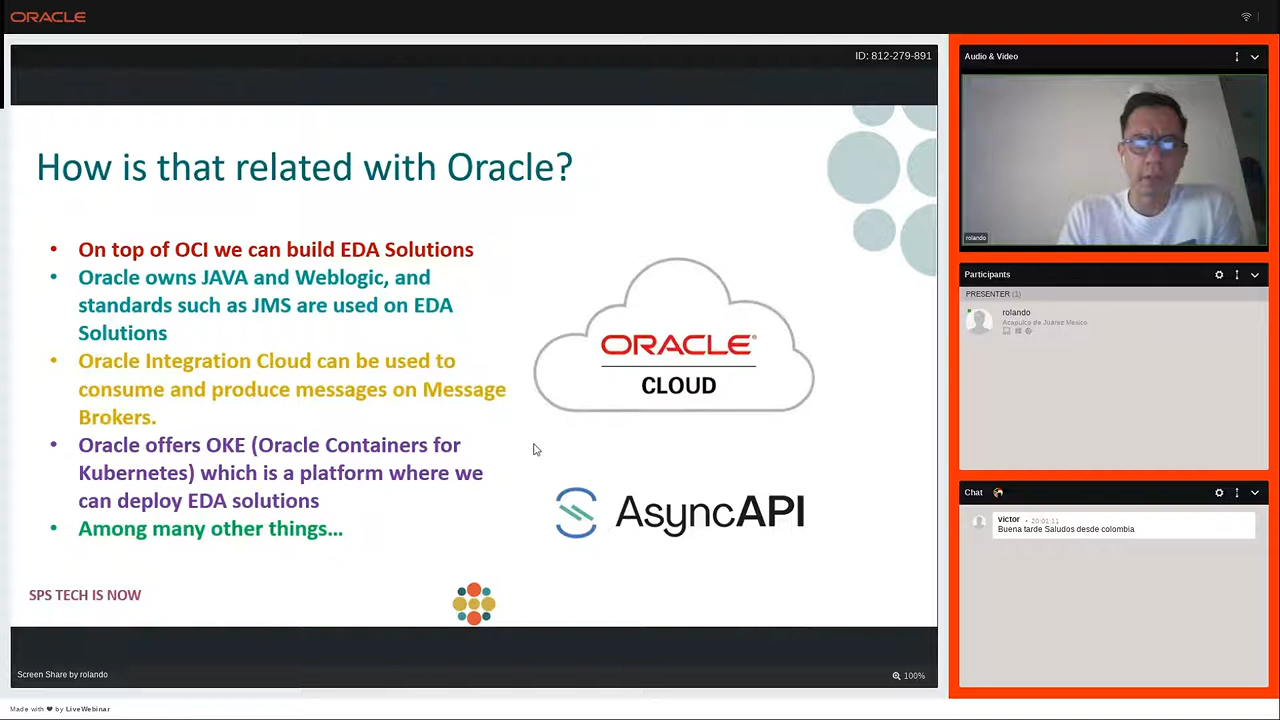 ORACLE
ID: 812-279-891
How is that related with Oracle?
• On top of OCI we can build EDA Solutions
• Oracle owns JAVA and Weblogic, and
standards such as JMS are used on EDA
Solutions
• Oracle Integration Cloud can be used to
consume and produce messages on Message
Brokers.
• Oracle offers OKE (Oracle Containers for
Kubernetes) which is a platform where we
can deploy EDA solutions
• Among many other things...
ORACLE®
CLOUD
AsyncAPI
SPS TECH IS NOW
Screen Share by rolando
100%
Made with ❤ by LiveWebinar
Audio & Video
rolando
Participants
PRESENTER (1)
rolando
Acapulco de Juárez Mexico
Chat
victor • 20:01:11
Buena tarde Saludos desde colombia